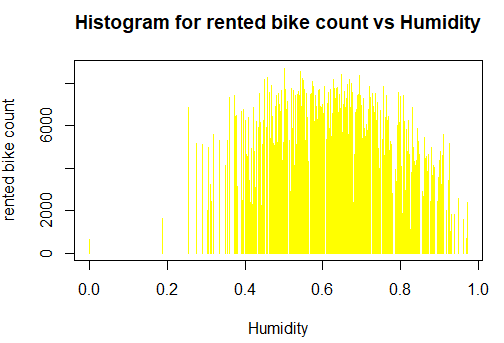 Histogram for rented bike count vs Humidity
rented bike count
6000
2000
0
0.0 0.2 0.4 0.6 0.8 1.0
Humidity